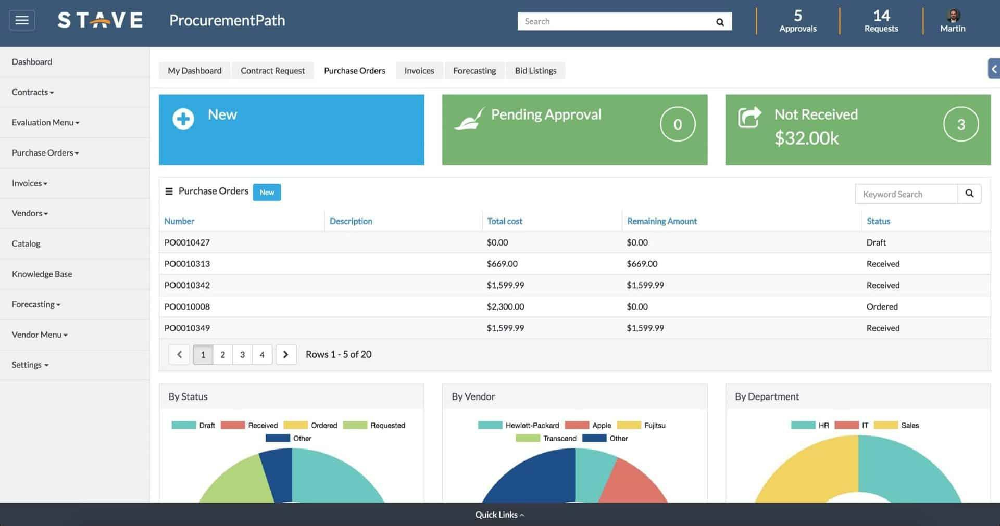 STAVE ProcurementPath Search 5 Approvals 14 Requests Martin
Dashboard
Contracts
Evaluation Menu
Purchase Orders
Invoices
Vendors
Catalog
Knowledge Base
Forecasting
Vendor Menu
Settings
My Dashboard Contract Request Purchase Orders Invoices Forecasting Bid Listings
New
Pending Approval 0
Not Received 3
$32.00k
Purchase Orders New Keyword Search
Number Description Total cost Remaining Amount Status
PO0010427 $0.00 $0.00 Draft
PO0010313 $669.00 $669.00 Received
PO0010342 $1,599.99 $1,599.99 Received
PO0010008 $2,300.00 $0.00 Ordered
PO0010349 $1,599.99 $1,599.99 Received
1 2 3 4 Rows 1 - 5 of 20
By Status
Draft Received Ordered Requested
Other
By Vendor
Hewlett-Packard Apple Fujitsu
Transcend Other
By Department
HR IT Sales
Quick Links